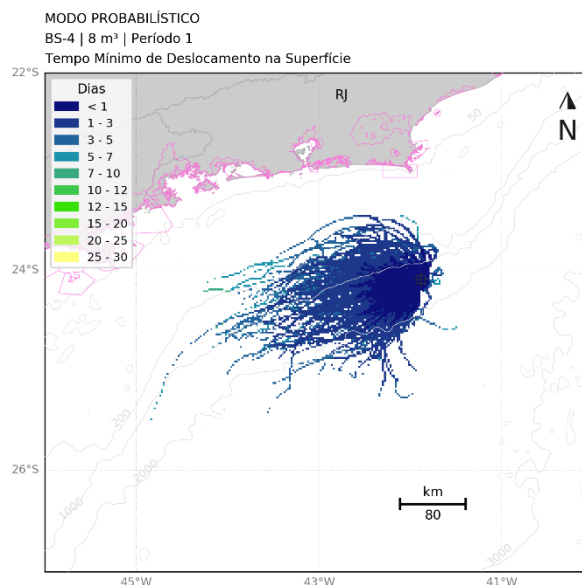 MODO PROBABILÍSTICO
BS-4 | 8 m³ | Período 1
Tempo Mínimo de Deslocamento na Superfície
22°S
24°S
26°S
Dias
< 1
1 - 3
3 - 5
5 - 7
7 - 10
10 - 12
12 - 15
15 - 20
20 - 25
25 - 30
RJ
50
N
200
1000
2000
3000
km
80
45°W
43°W
41°W